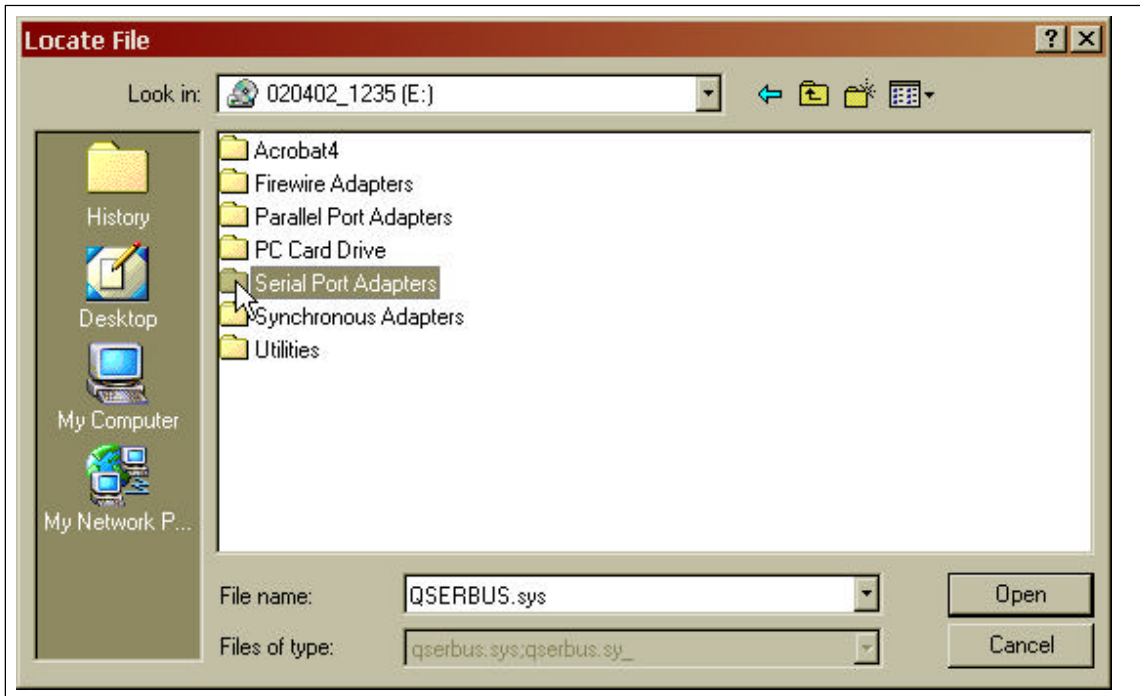 Locate File
Look in: 020402_1235 (E:)
Acrobat4
Firewire Adapters
Parallel Port Adapters
PC Card Drive
Serial Port Adapters
Synchronous Adapters
Utilities
History
Desktop
My Computer
My Network P...
File name: QSERBUS.sys Open
Files of type: qserbus.sys;qserbus.sy_ Cancel